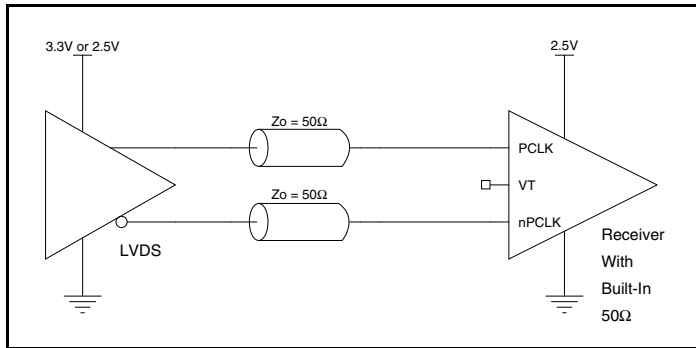 3.3V or 2.5V
2.5V
Zo = 50Ω
PCLK
VT
Zo = 50Ω
nPCLK
LVDS
Receiver
With
Built-In
50Ω